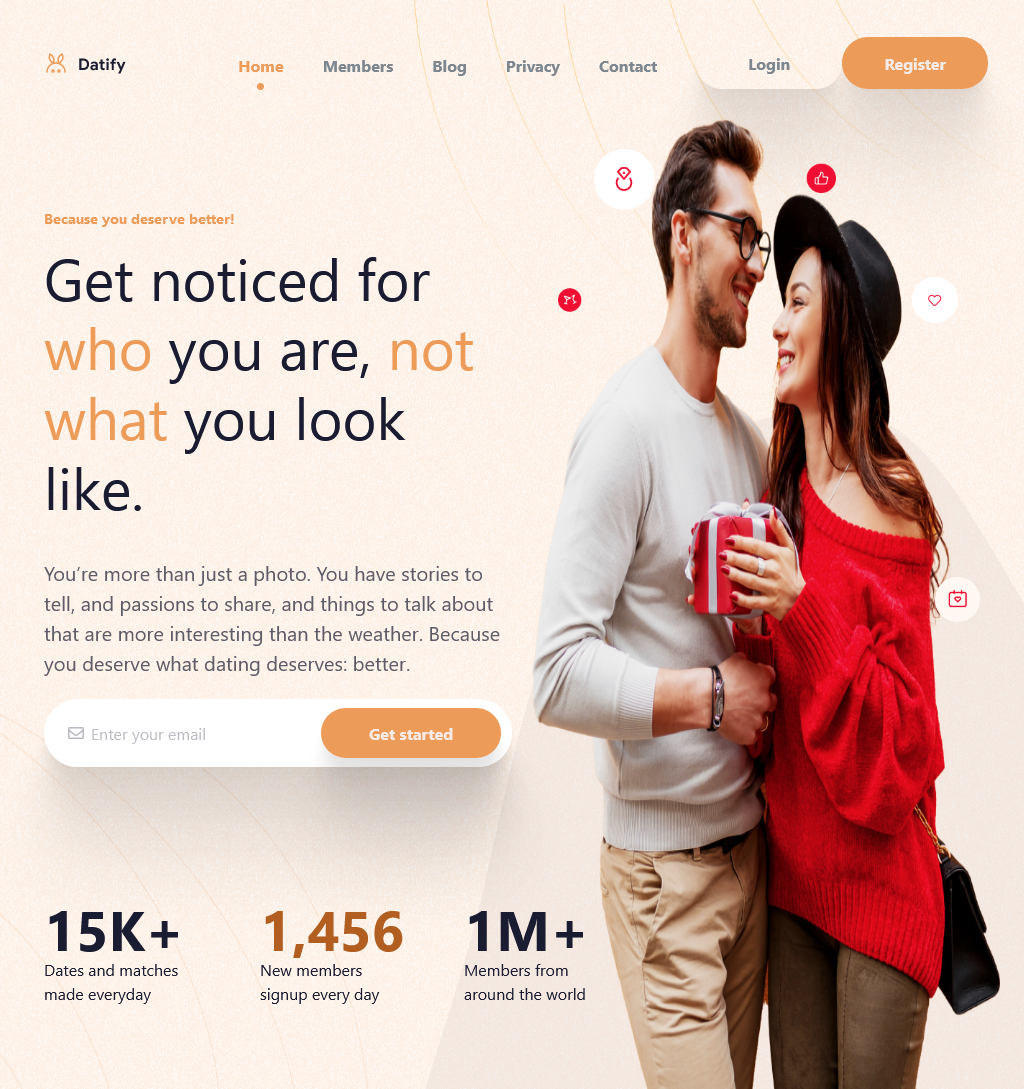 Datify
Home
Members
Blog
Privacy
Contact
Login
Register
Because you deserve better!
Get noticed for
who you are, not
what you look
like.
You’re more than just a photo. You have stories to
tell, and passions to share, and things to talk about
that are more interesting than the weather. Because
you deserve what dating deserves: better.
Enter your email
Get started
15K+
Dates and matches
made everyday
1,456
New members
signup every day
1M+
Members from
around the world